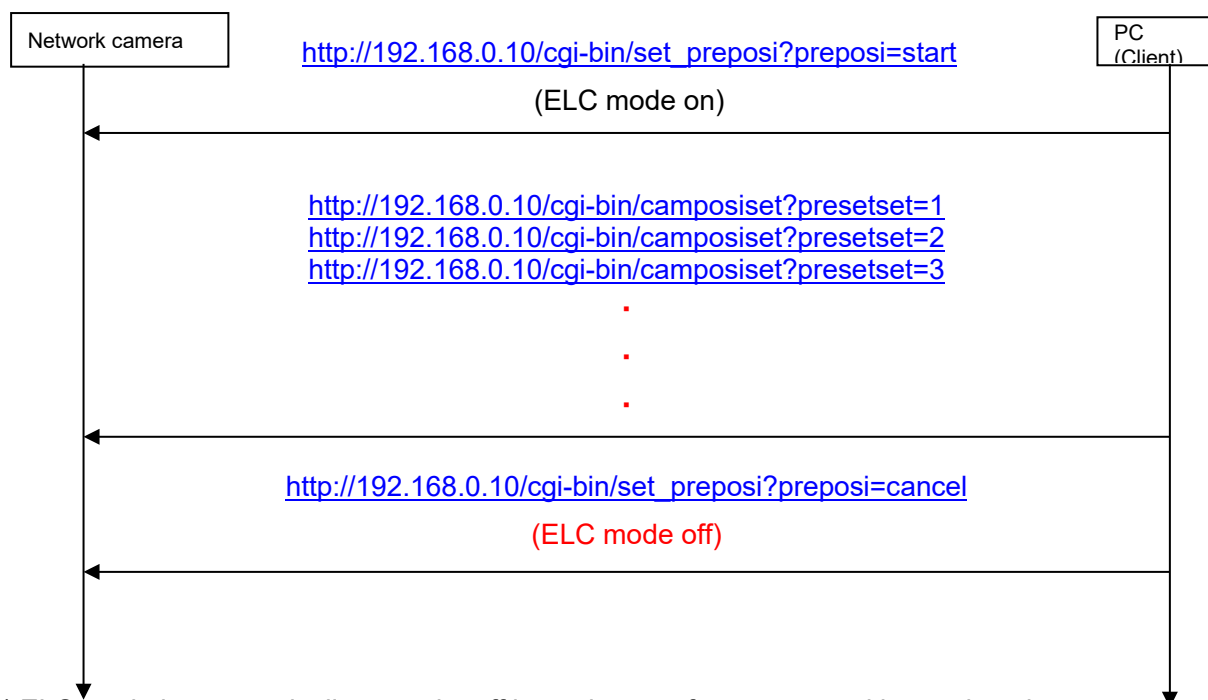 Network camera
PC
(Client)
http://192.168.0.10/cgi-bin/set_preposi?preposi=start
(ELC mode on)
http://192.168.0.10/cgi-bin/camposiset?presetset=1
http://192.168.0.10/cgi-bin/camposiset?presetset=2
http://192.168.0.10/cgi-bin/camposiset?presetset=3
.
.
.
http://192.168.0.10/cgi-bin/set_preposi?preposi=cancel
(ELC mode off)